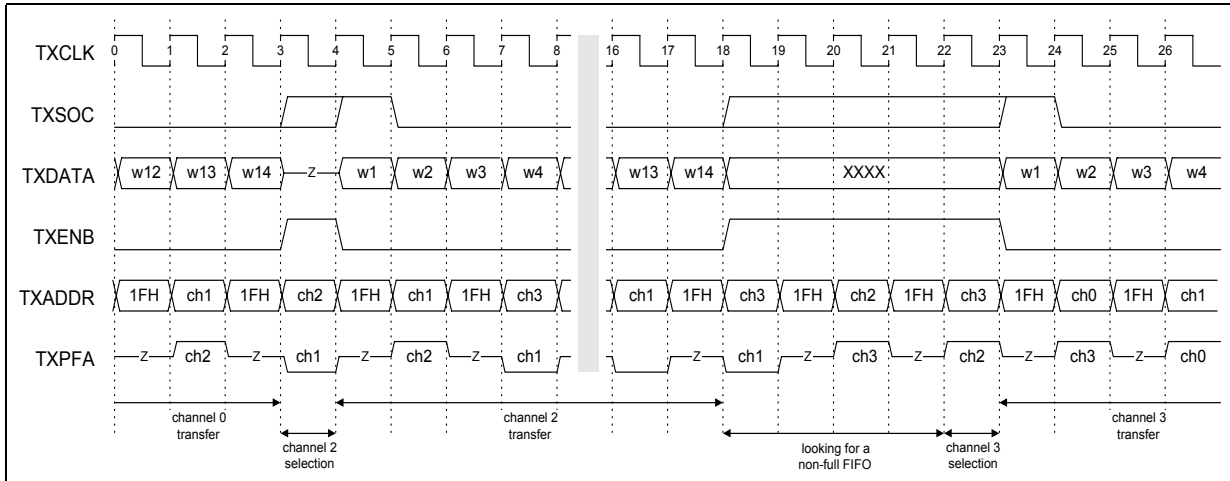 TXCLK 0 1 2 3 4 5 6 7 8 16 17 18 19 20 21 22 23 24 25 26
TXSOC
TXDATA w12 w13 w14 Z w1 w2 w3 w4 w13 w14 XXXX w1 w2 w3 w4
TXENB
TXADDR 1FH ch1 1FH ch2 1FH ch1 1FH ch3 ch1 1FH ch3 1FH ch2 1FH ch3 1FH ch0 1FH ch1
TXPFA Z ch2 Z ch1 Z ch2 Z ch1 Z ch1 Z ch3 Z ch2 Z ch3 Z ch0
channel 0
transfer
channel 2
selection
channel 2
transfer
looking for a
non-full FIFO
channel 3
selection
channel 3
transfer